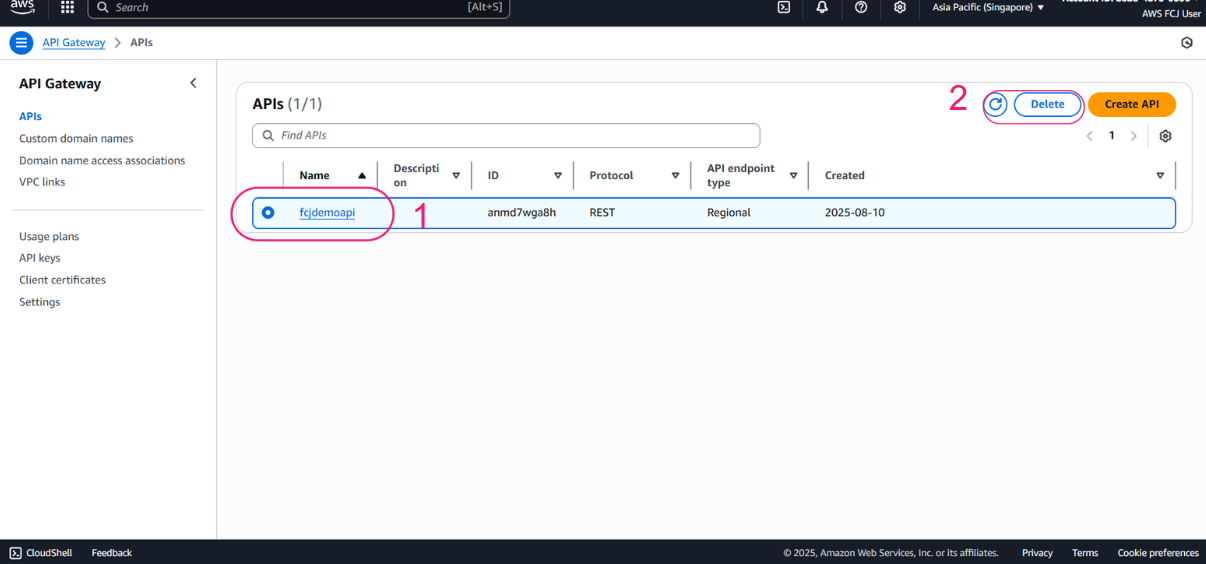 aws
Search [Alt+S]
Asia Pacific (Singapore)
AWS FCJ User
API Gateway > APIs
API Gateway
APIs
Custom domain names
Domain name access associations
VPC links
Usage plans
API keys
Client certificates
Settings
APIs (1/1)
2
Delete
Create API
Find APIs
1
Name
Descripti
on
ID
Protocol
API endpoint
type
Created
fcjdemoapi
1
anmd7wga8h
REST
Regional
2025-08-10
CloudShell
Feedback
© 2025, Amazon Web Services, Inc. or its affiliates.
Privacy
Terms
Cookie preferences